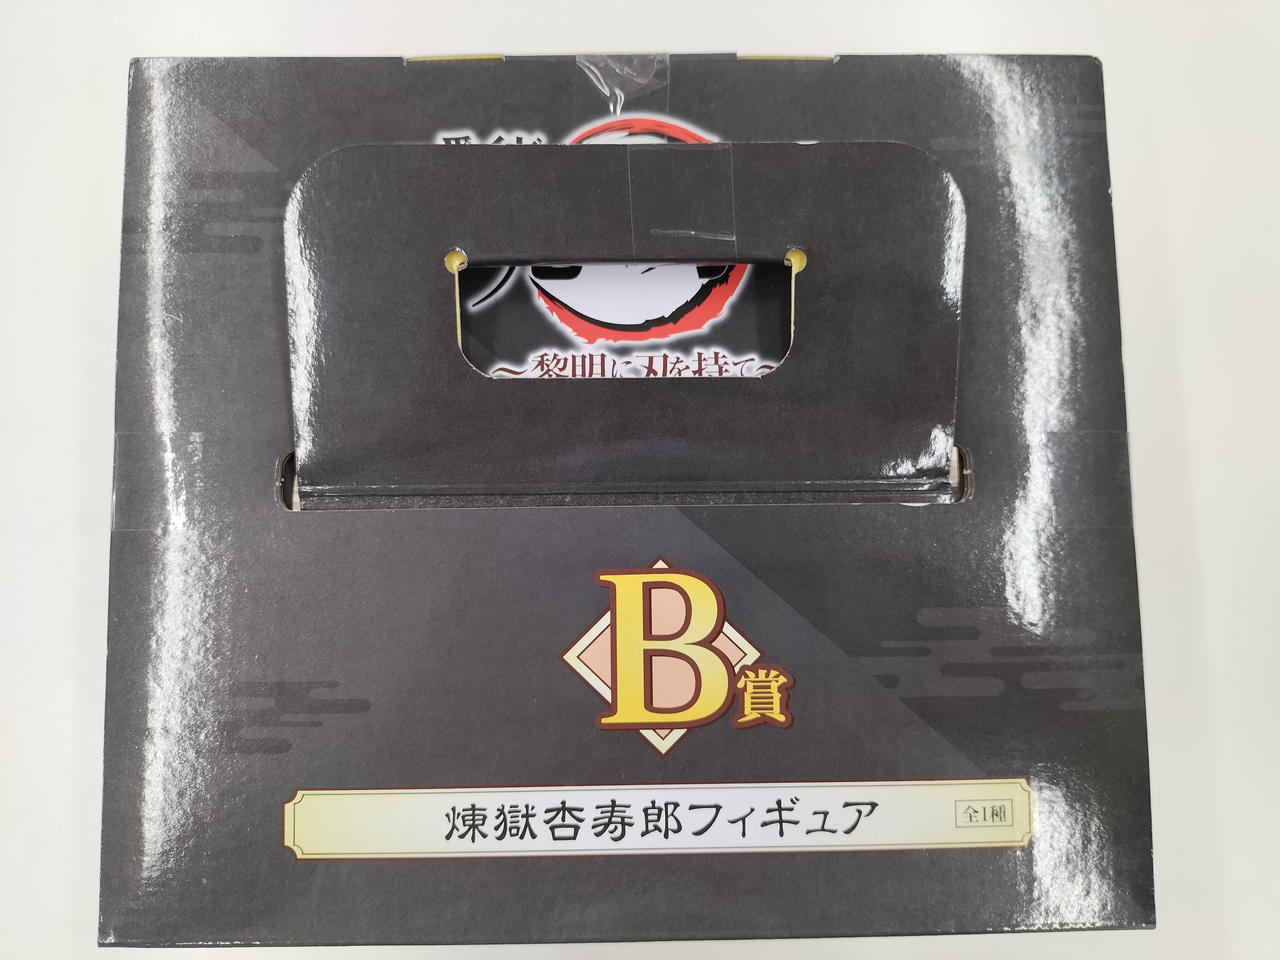 ～黎明に刃を持て～
B賞
煉獄杏寿郎フィギュア 全1種